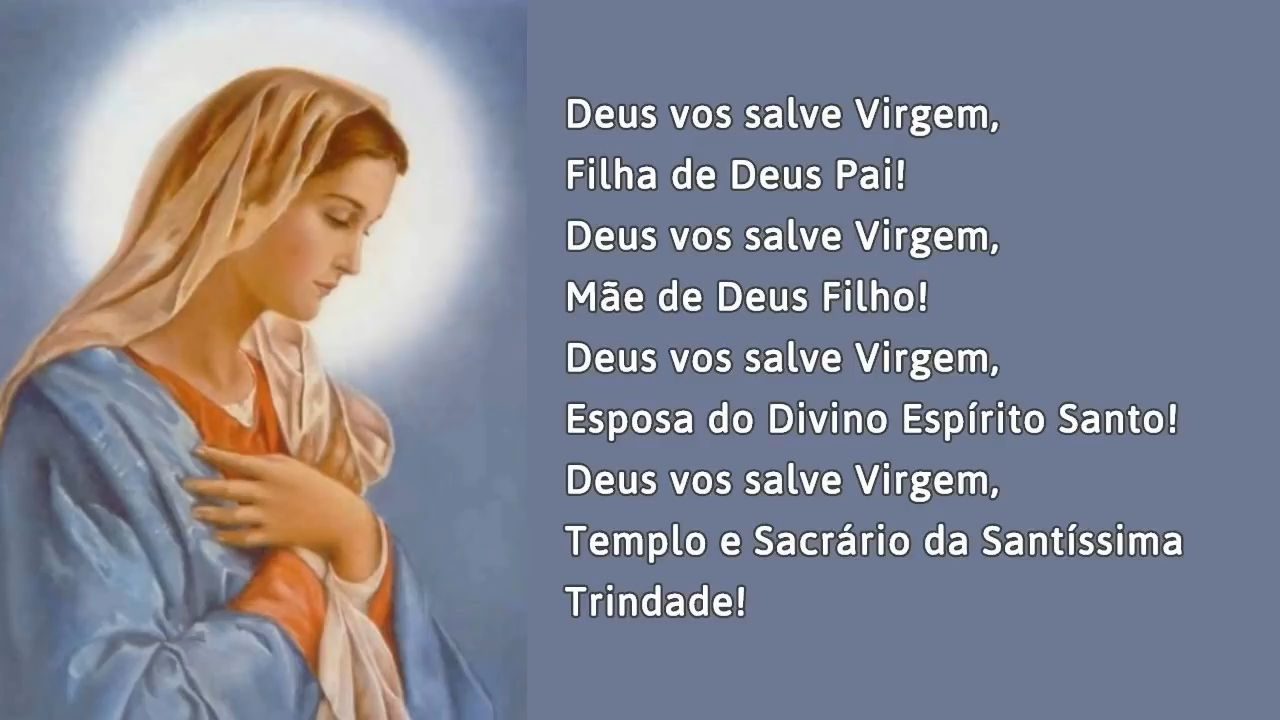 Deus vos salve Virgem,
Filha de Deus Pai!
Deus vos salve Virgem,
Mãe de Deus Filho!
Deus vos salve Virgem,
Esposa do Divino Espírito Santo!
Deus vos salve Virgem,
Templo e Sacrário da Santíssima
Trindade!